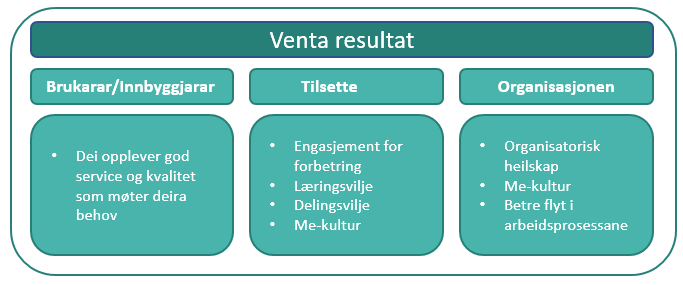 Venta resultat
Brukarar/Innbyggjarar
Tilsette
Organisasjonen
• Dei opplever god
service og kvalitet
som møter deira
behov
• Engasjement for
forbetring
• Læringsvilje
• Delingsvilje
• Me-kultur
• Organisatorisk
heilskap
• Me-kultur
• Betre flyt i
arbeidsprosessane